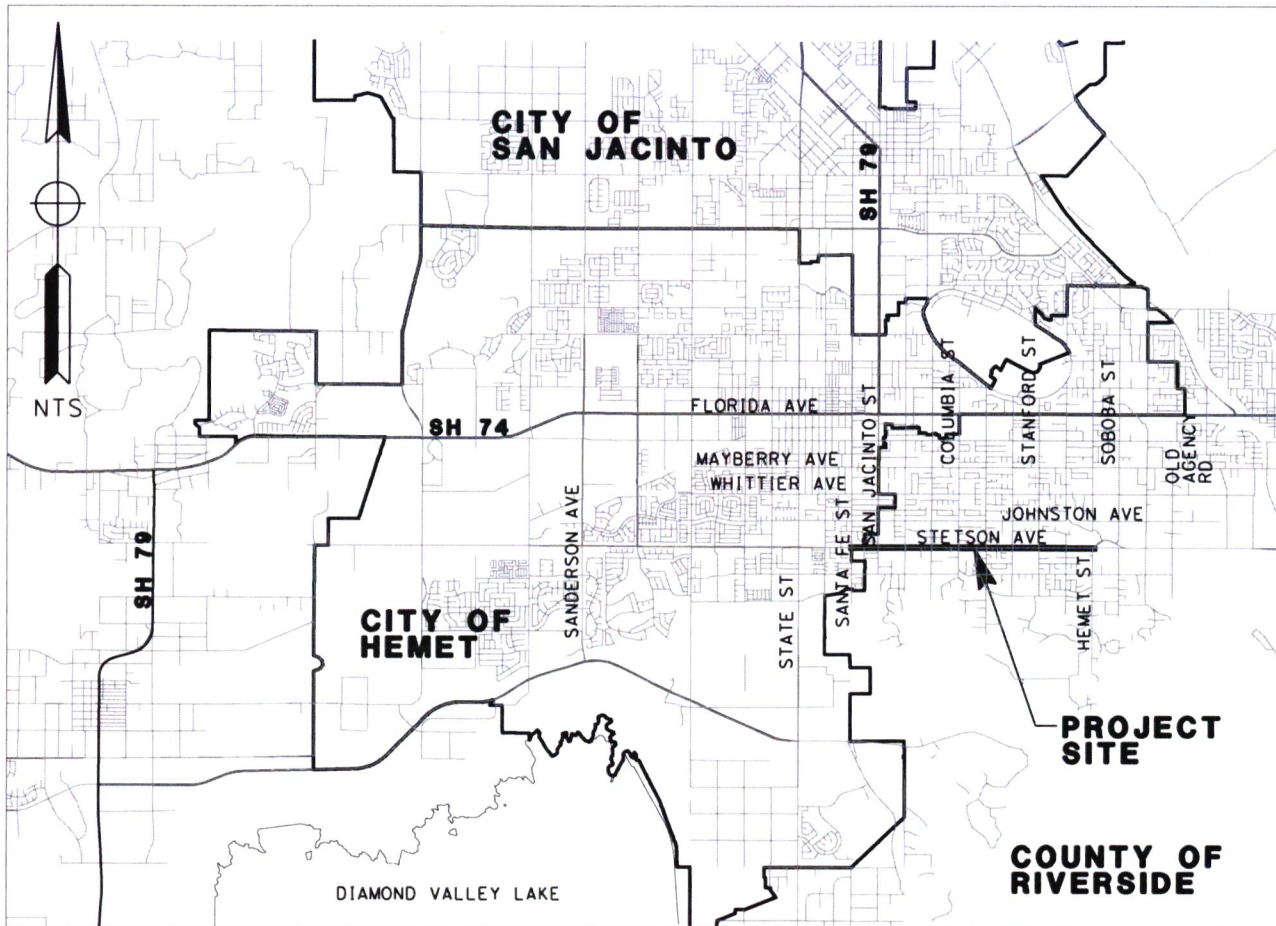 CITY OF
SAN JACINTO
SH 79
NTS
COLUMBIA ST
STANFORD ST
SOBOBA ST
FLORIDA AVE
SH 74
SAN JACINTO ST
OLD
AGENCY
RD
MAYBERRY AVE
WHITTIER AVE
JOHNSTON AVE
STETSON AVE
SANDERSON AVE
SANTA FE ST
SH 79
STATE ST
HEMET ST
CITY OF
HEMET
PROJECT
SITE
COUNTY OF
RIVERSIDE
DIAMOND VALLEY LAKE